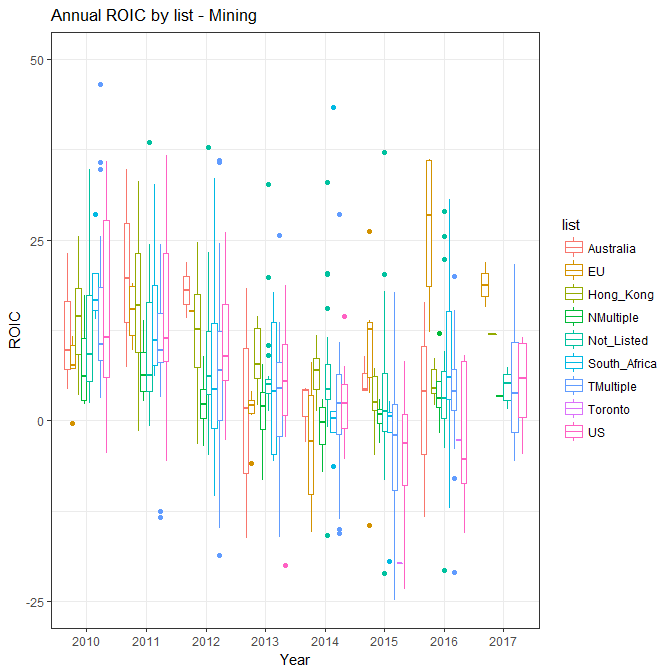 Annual ROIC by list - Mining
50
25
0
-25
ROIC
2010 2011 2012 2013 2014 2015 2016 2017
Year
list
Australia
EU
Hong_Kong
NMultiple
Not_Listed
South_Africa
TMultiple
Toronto
US